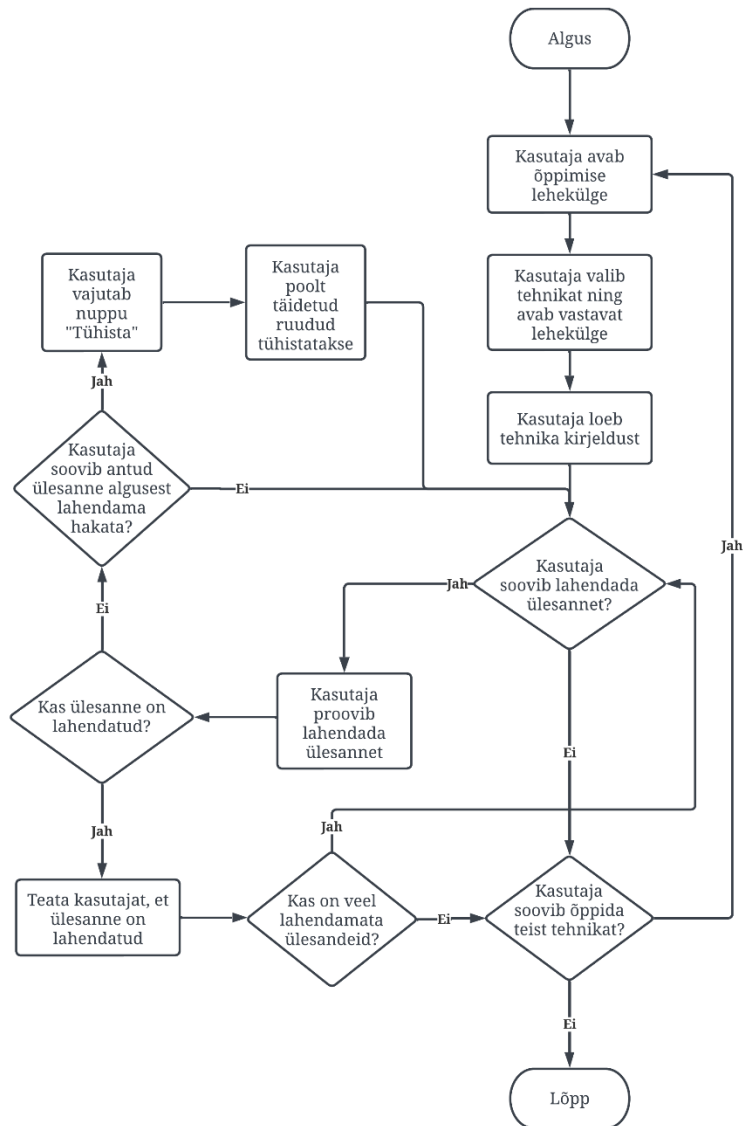 Algus
Kasutaja avab
õppimise
lehekülge
Kasutaja valib
tehnikat ning
avab vastavat
lehekülge
Kasutaja loeb
tehnika kirjeldust
Kasutaja
vajutab
nuppu
"Tühista"
Kasutaja
poolt
täidetud
ruudud
tühistatakse
Jah
Kasutaja
soovib antud
ülesanne algusest
lahendama
hakata?
Ei
Kasutaja
soovib lahendada
ülesannet?
Jah
Jah
Ei
Kas ülesanne on
lahendatud?
Kasutaja
proovib
lahendada
ülesannet
Ei
Jah
Jah
Teata kasutajat, et
ülesanne on
lahendatud
Kas on veel
lahendamata
ülesandeid?
Ei
Kasutaja
soovib õppida
teist tehnikat?
Ei
Lõpp